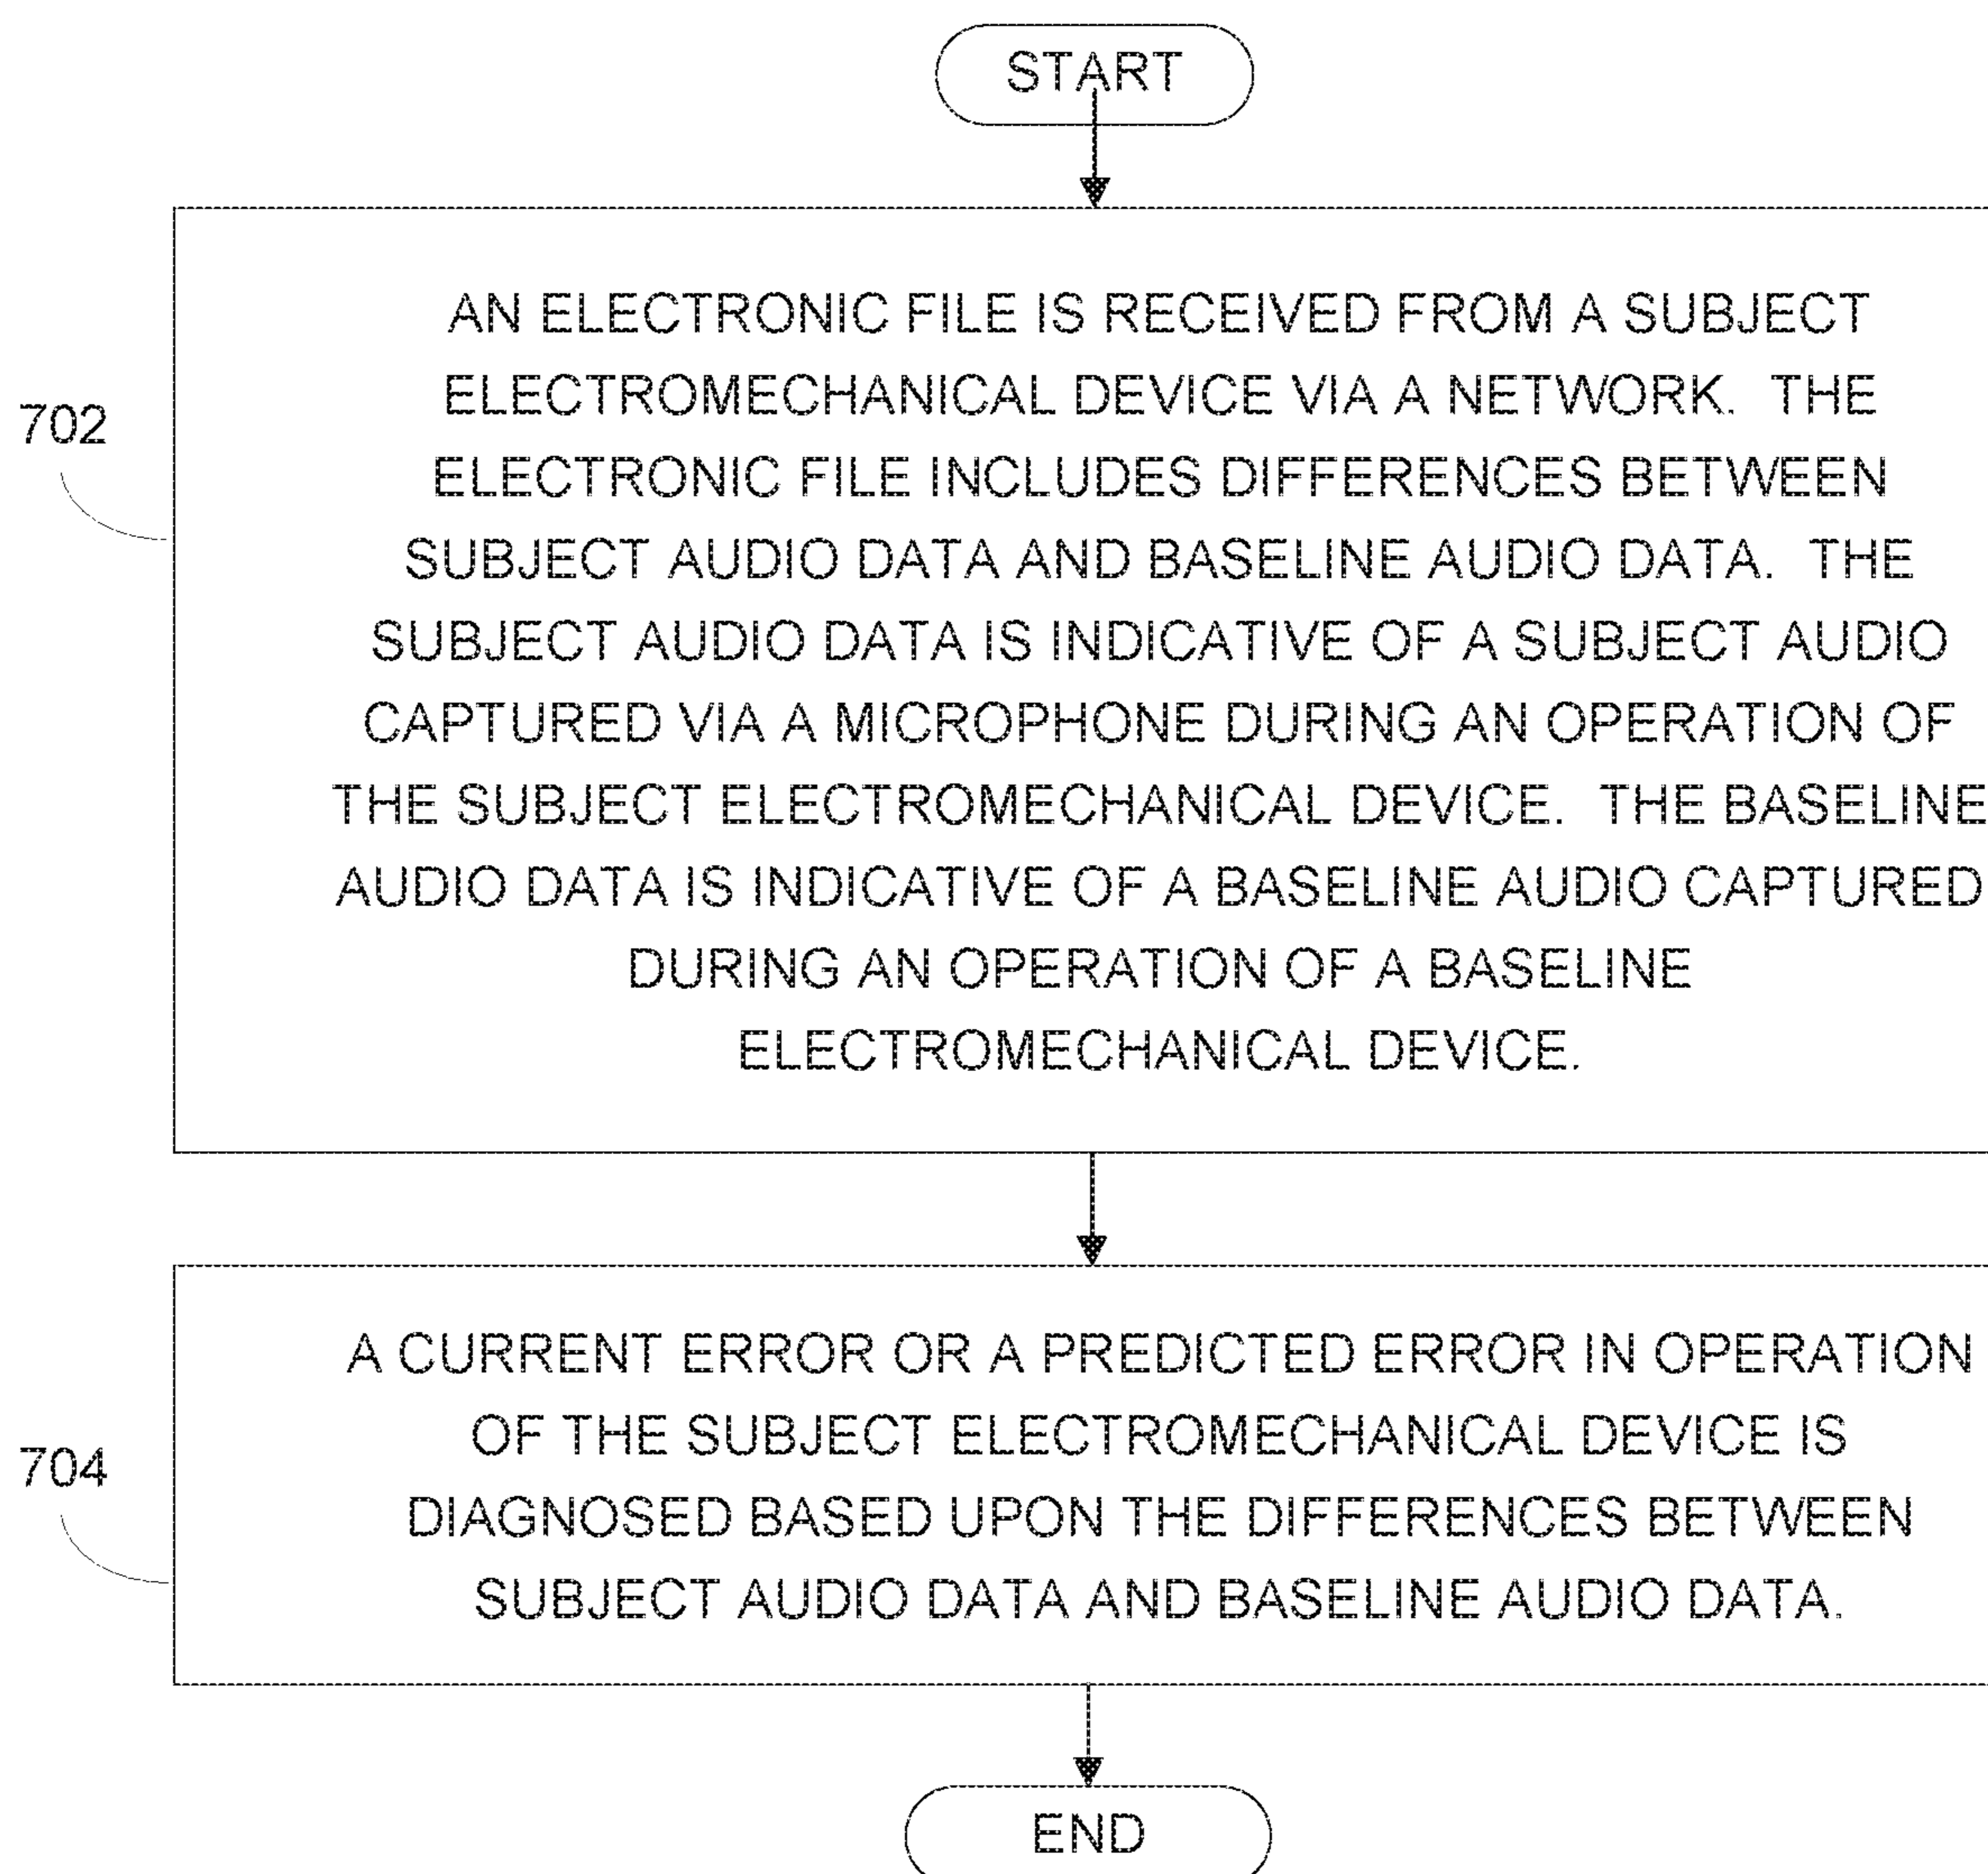 START
702
AN ELECTRONIC FILE IS RECEIVED FROM A SUBJECT
ELECTROMECHANICAL DEVICE VIA A NETWORK. THE
ELECTRONIC FILE INCLUDES DIFFERENCES BETWEEN
SUBJECT AUDIO DATA AND BASELINE AUDIO DATA. THE
SUBJECT AUDIO DATA IS INDICATIVE OF A SUBJECT AUDIO
CAPTURED VIA A MICROPHONE DURING AN OPERATION OF
THE SUBJECT ELECTROMECHANICAL DEVICE. THE BASELINE
AUDIO DATA IS INDICATIVE OF A BASELINE AUDIO CAPTURED
DURING AN OPERATION OF A BASELINE
ELECTROMECHANICAL DEVICE.
704
A CURRENT ERROR OR A PREDICTED ERROR IN OPERATION
OF THE SUBJECT ELECTROMECHANICAL DEVICE IS
DIAGNOSED BASED UPON THE DIFFERENCES BETWEEN
SUBJECT AUDIO DATA AND BASELINE AUDIO DATA.
END